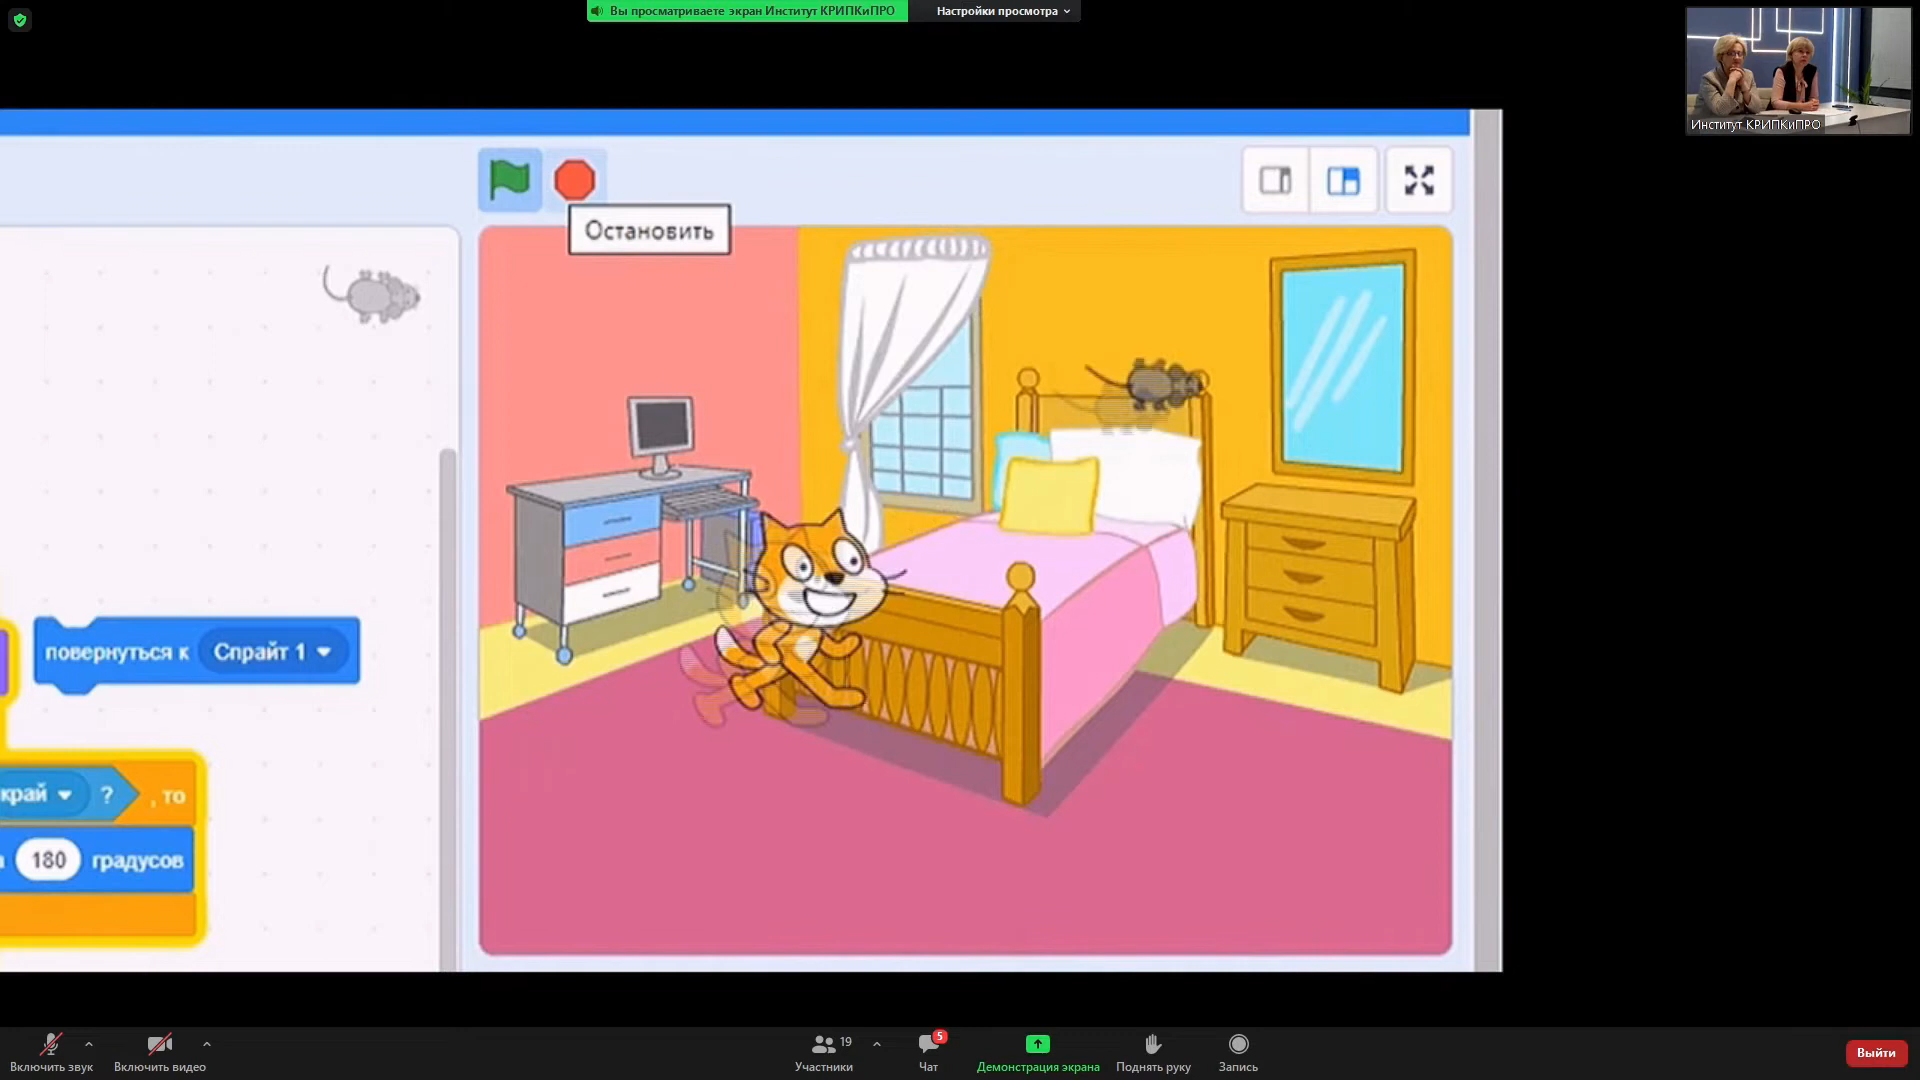 Вы просматриваете экран Институт КРИПКиПРО
Настройки просмотра
Институт КРИПКиПРО
Остановить
повернуться к Спрайт 1
край ? , то
180 градусов
Включить звук
Включить видео
Участники 19
Чат 5
Демонстрация экрана
Поднять руку
Запись
Выйти